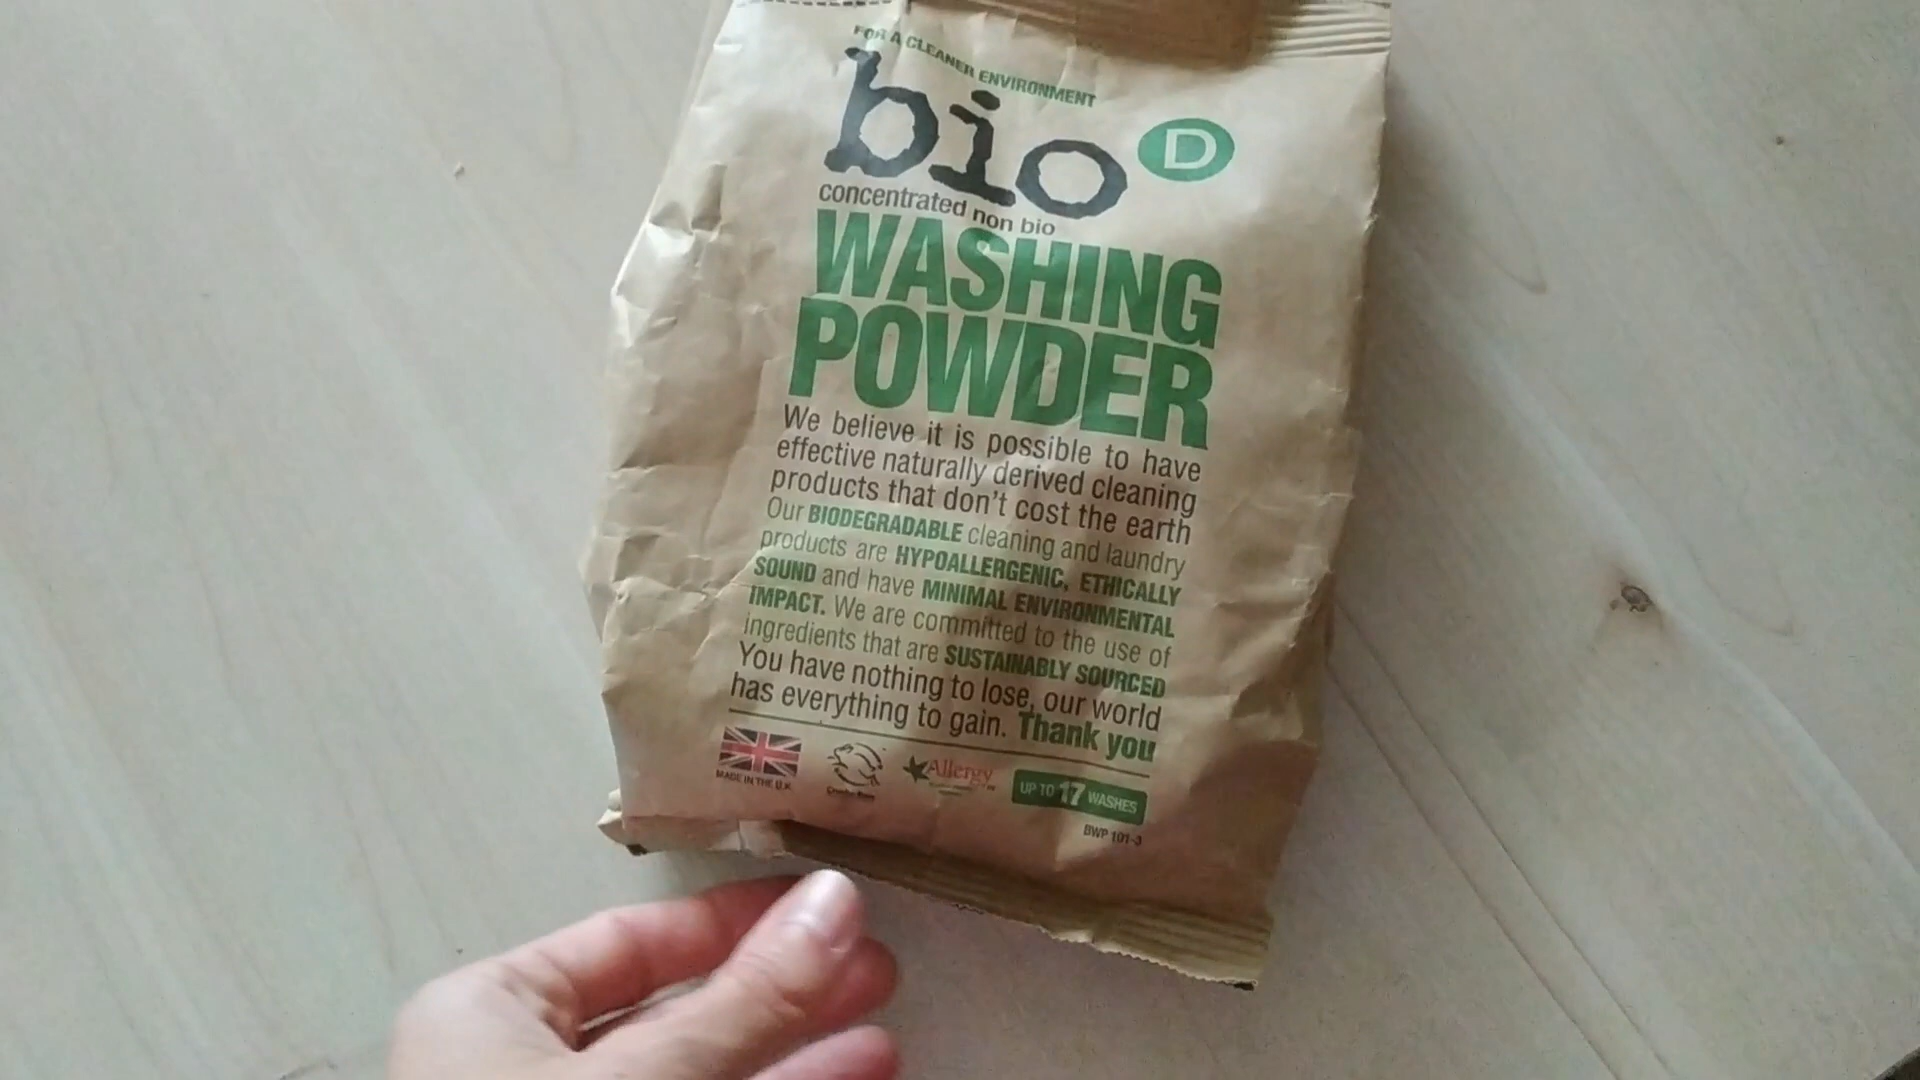 FOR A CLEANER ENVIRONMENT
bio D
concentrated non bio
WASHING
POWDER
We believe it is possible to have
effective naturally derived cleaning
products that don't cost the earth
Our BIODEGRADABLE cleaning and laundry
products are HYPOALLERGENIC, ETHICALLY
SOUND and have MINIMAL ENVIRONMENTAL
IMPACT. We are committed to the use of
ingredients that are SUSTAINABLY SOURCED
You have nothing to lose, our world
has everything to gain. Thank you
MADE IN THE U.K
Cruelty Free
Allergy
UP TO 17 WASHES
BWP 101-3